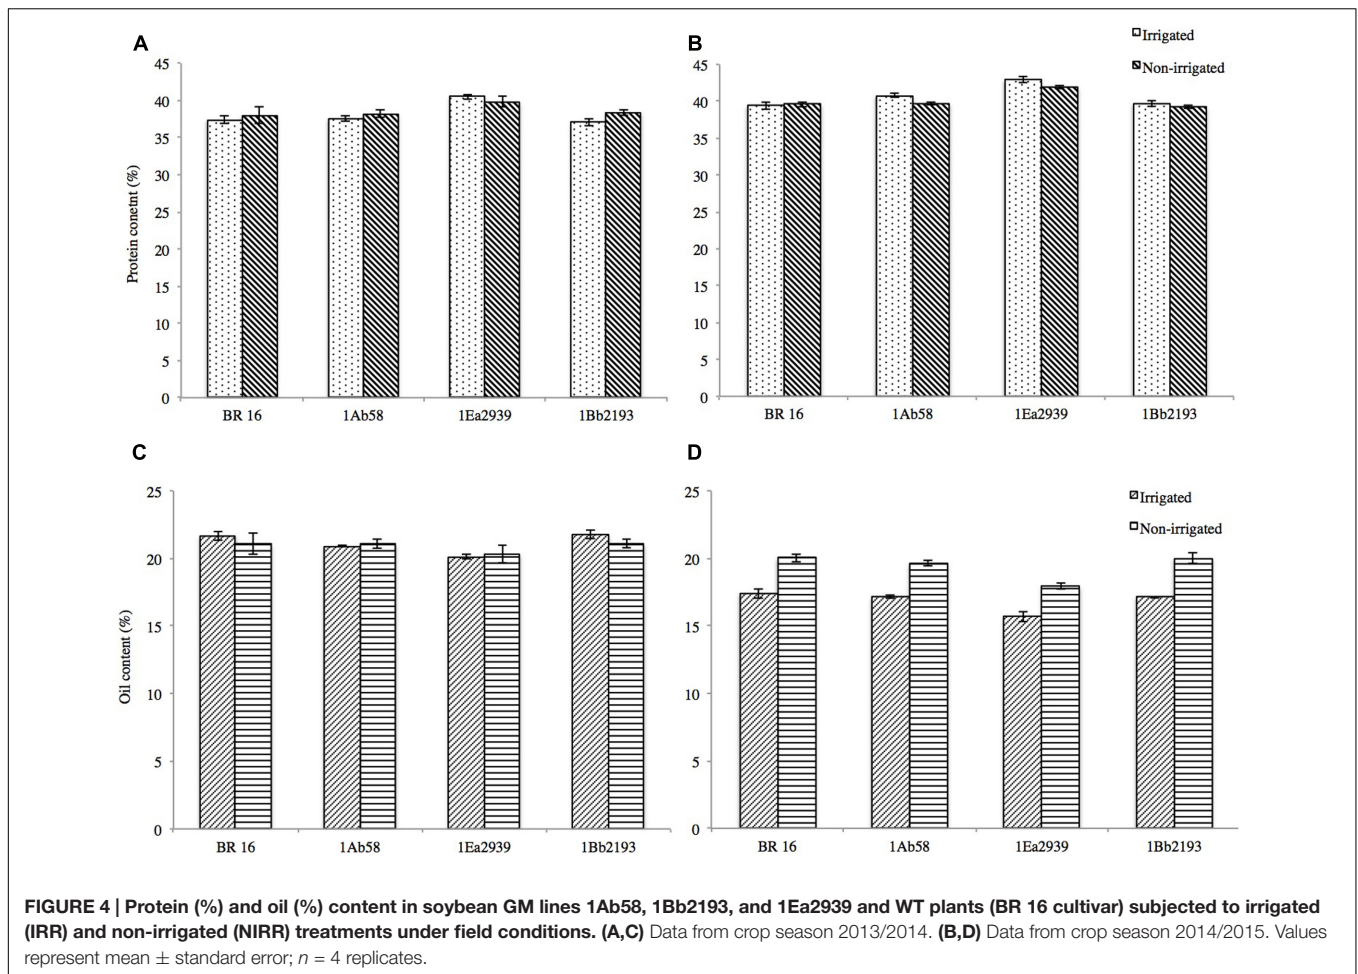 A
45
40
35
30
25
20
15
10
5
0
Protein conetnt (%)
BR 16 1Ab58 1Ea2939 1Bb2193
B
Irrigated
Non-irrigated
45
40
35
30
25
20
15
10
5
0
BR 16 1Ab58 1Ea2939 1Bb2193
C
25
20
15
10
5
0
Oil content (%)
BR 16 1Ab58 1Ea2939 1Bb2193
D
Irrigated
Non-irrigated
25
20
15
10
5
0
BR 16 1Ab58 1Ea2939 1Bb2193
FIGURE 4 | Protein (%) and oil (%) content in soybean GM lines 1Ab58, 1Bb2193, and 1Ea2939 and WT plants (BR 16 cultivar) subjected to irrigated
(IRR) and non-irrigated (NIRR) treatments under field conditions. (A,C) Data from crop season 2013/2014. (B,D) Data from crop season 2014/2015. Values
represent mean ± standard error; n = 4 replicates.